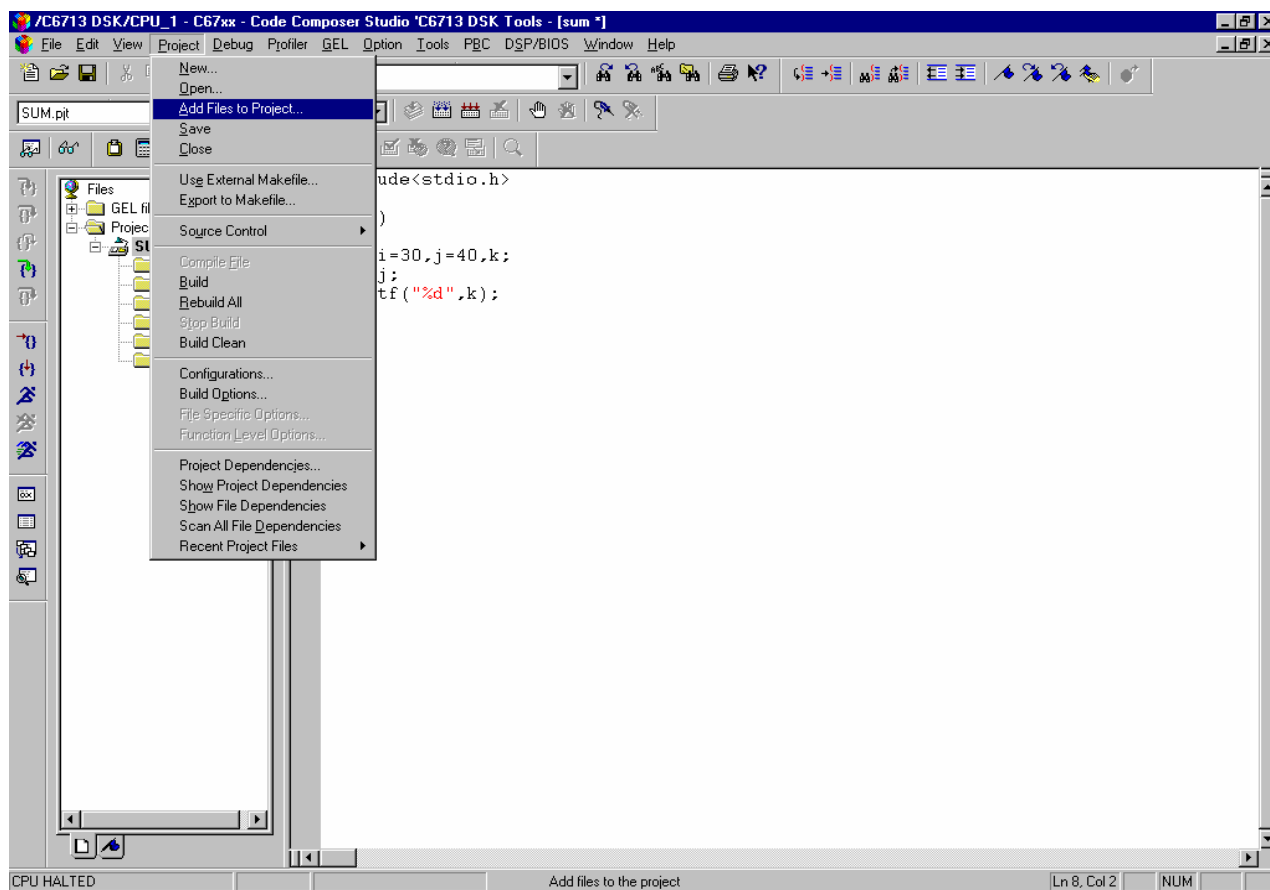 /C6713 DSK/CPU_1 - C67xx - Code Composer Studio 'C6713 DSK Tools - [sum *]
File Edit View Project Debug Profiler GEL Option Tools PBC DSP/BIOS Window Help
SUM.pjt
New...
Open...
Add Files to Project...
Save
Close
Use External Makefile...
Export to Makefile...
Source Control
Compile File
Build
Rebuild All
Stop Build
Build Clean
Configurations...
Build Options...
File Specific Options...
Function Level Options...
Project Dependencies...
Show Project Dependencies
Show File Dependencies
Scan All File Dependencies
Recent Project Files
Files
GEL fil
Projec
SU
ude<stdio.h>
)
i=30,j=40,k;
j;
tf("%d",k);
CPU HALTED
Add files to the project
Ln 8, Col 2
NUM